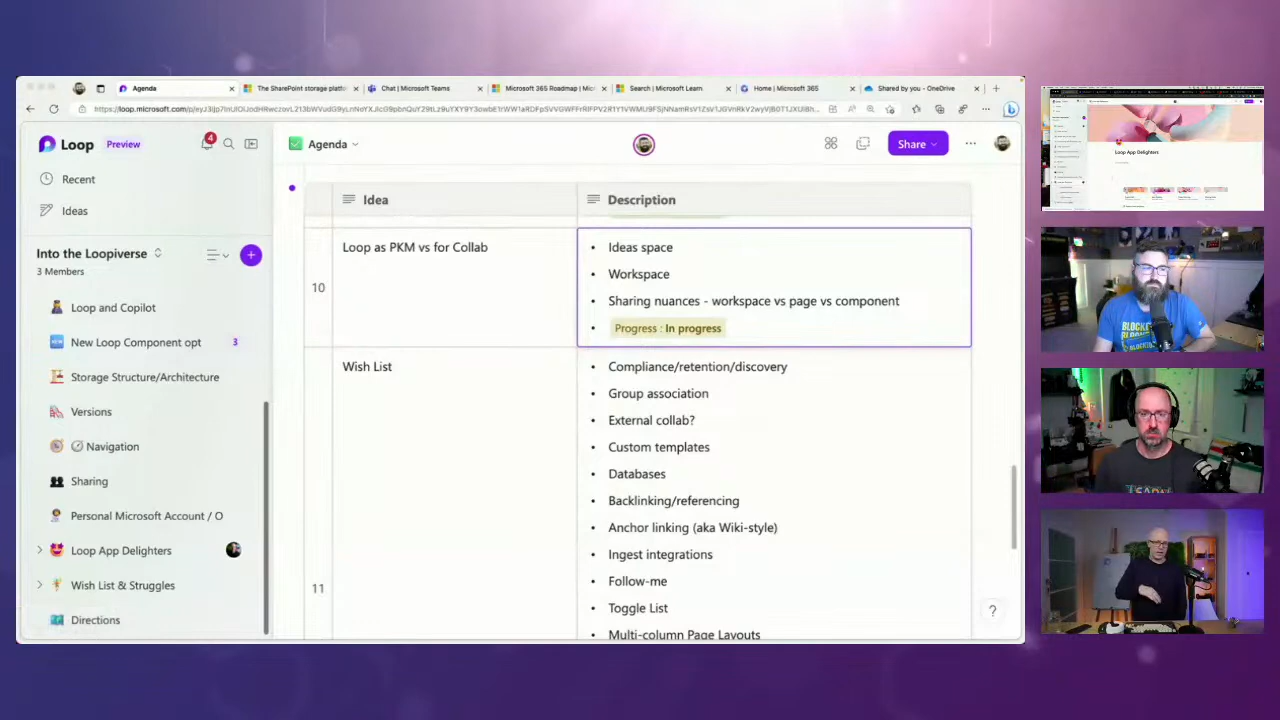 Agenda
The SharePoint storage platfo
Chat | Microsoft Teams
Microsoft 365 Roadmap | Mic
Search | Microsoft Learn
Home | Microsoft 365
Shared by you - OneDrive
Loop Preview
4
Agenda
Share
Recent
Ideas
Into the Loopiverse
3 Members
Loop and Copilot
New Loop Component opt 3
Storage Structure/Architecture
Versions
Navigation
Sharing
Personal Microsoft Account / O
Loop App Delighters
Wish List & Struggles
Directions
Idea
Description
10
Loop as PKM vs for Collab
• Ideas space
• Workspace
• Sharing nuances - workspace vs page vs component
• Progress : In progress
11
Wish List
• Compliance/retention/discovery
• Group association
• External collab?
• Custom templates
• Databases
• Backlinking/referencing
• Anchor linking (aka Wiki-style)
• Ingest integrations
• Follow-me
• Toggle List
• Multi-column Page Layouts
?
Loop App Delighters